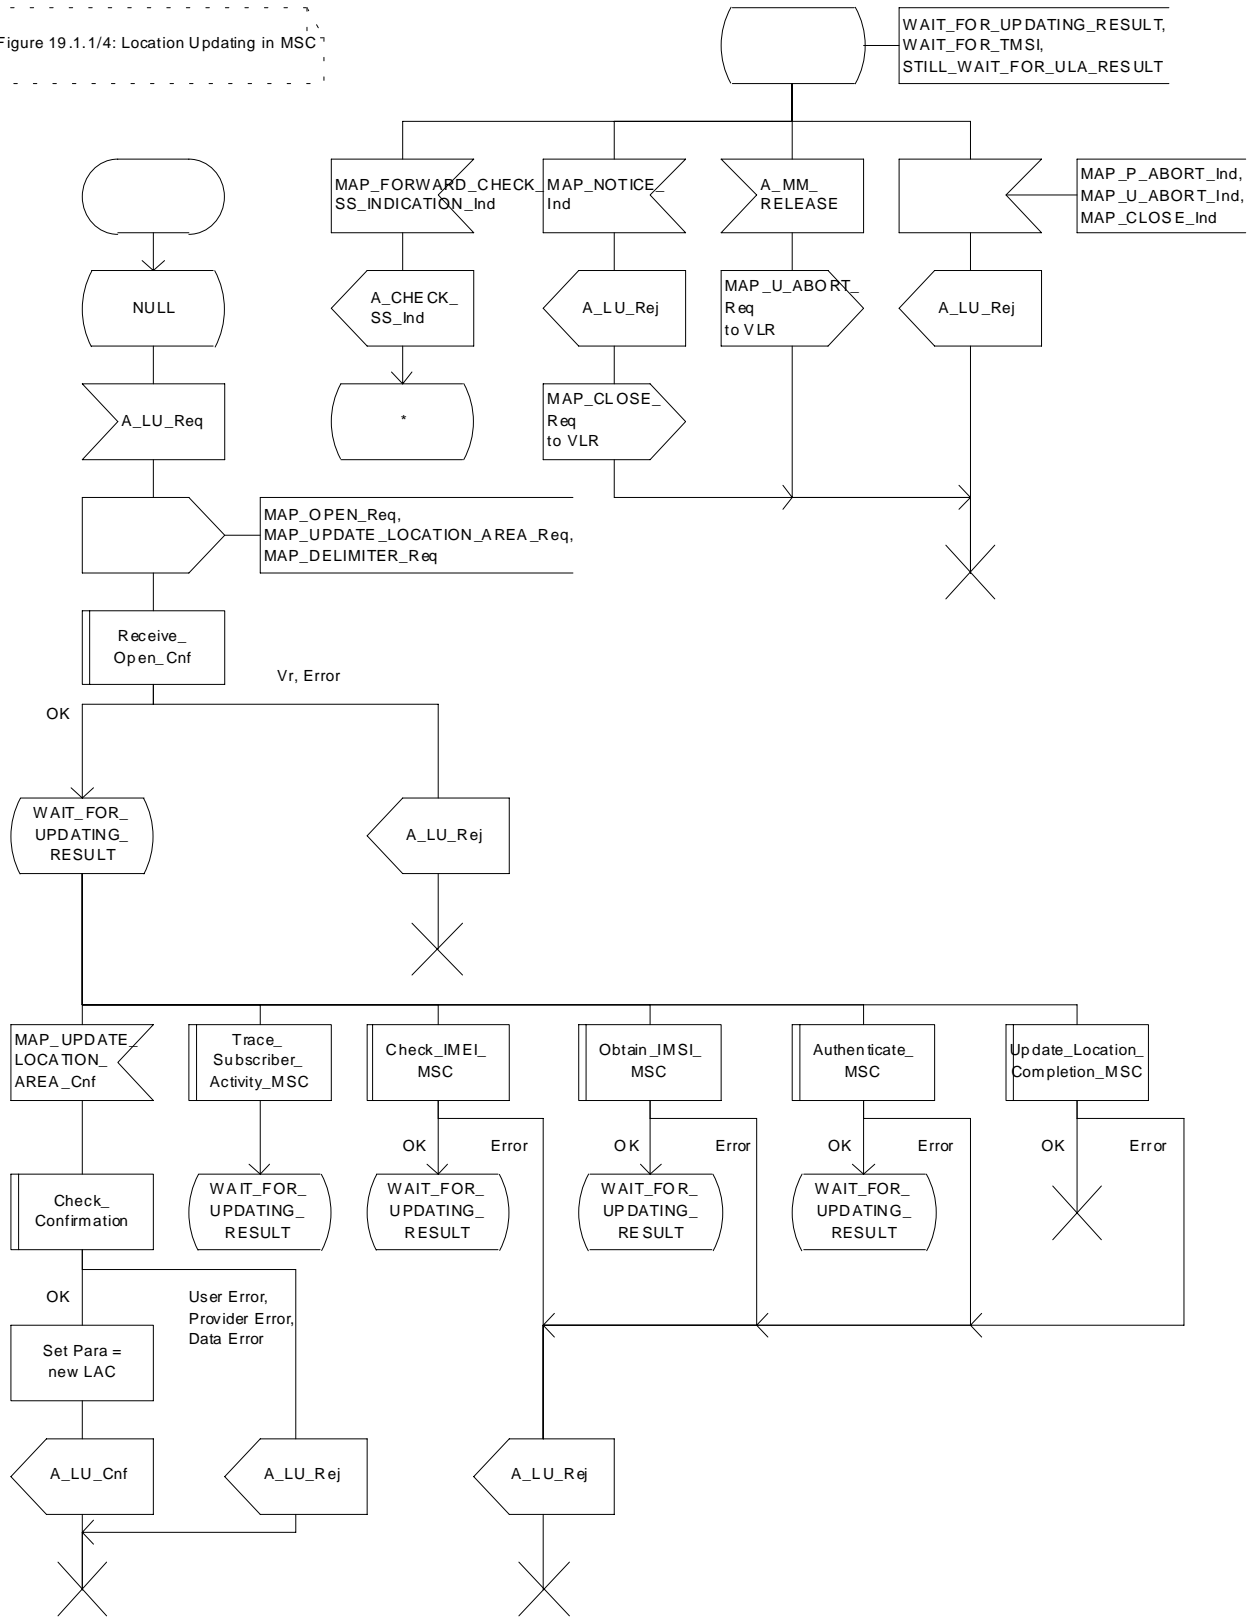 Figure 19.1.1/4: Location Updating in MSC
WAIT_FOR_UPDATING_RESULT,
WAIT_FOR_TMSI,
STILL_WAIT_FOR_ULA_RESULT
MAP_FORWARD_CHECK_
SS_INDICATION_Ind
MAP_NOTICE_
Ind
A_MM_
RELEASE
MAP_P_ABORT_Ind,
MAP_U_ABORT_Ind,
MAP_CLOSE_Ind
NULL
A_CHECK_
SS_Ind
A_LU_Rej
MAP_U_ABORT_
Req
to VLR
A_LU_Rej
A_LU_Req
*
MAP_CLOSE_
Req
to VLR
MAP_OPEN_Req,
MAP_UPDATE_LOCATION_AREA_Req,
MAP_DELIMITER_Req
Receive_
Open_Cnf
Vr, Error
OK
WAIT_FOR_
UPDATING_
RESULT
A_LU_Rej
MAP_UPDATE_
LOCATION_
AREA_Cnf
Trace_
Subscriber_
Activity_MSC
Check_IMEI_
MSC
Obtain_IMSI_
MSC
Authenticate_
MSC
Update_Location_
Completion_MSC
OK
Error
OK
Error
OK
Error
OK
Error
Check_
Confirmation
WAIT_FOR_
UPDATING_
RESULT
WAIT_FOR_
UPDATING_
RESULT
WAIT_FOR_
UPDATING_
RESULT
WAIT_FOR_
UPDATING_
RESULT
OK
User Error,
Provider Error,
Data Error
Set Para =
new LAC
A_LU_Cnf
A_LU_Rej
A_LU_Rej